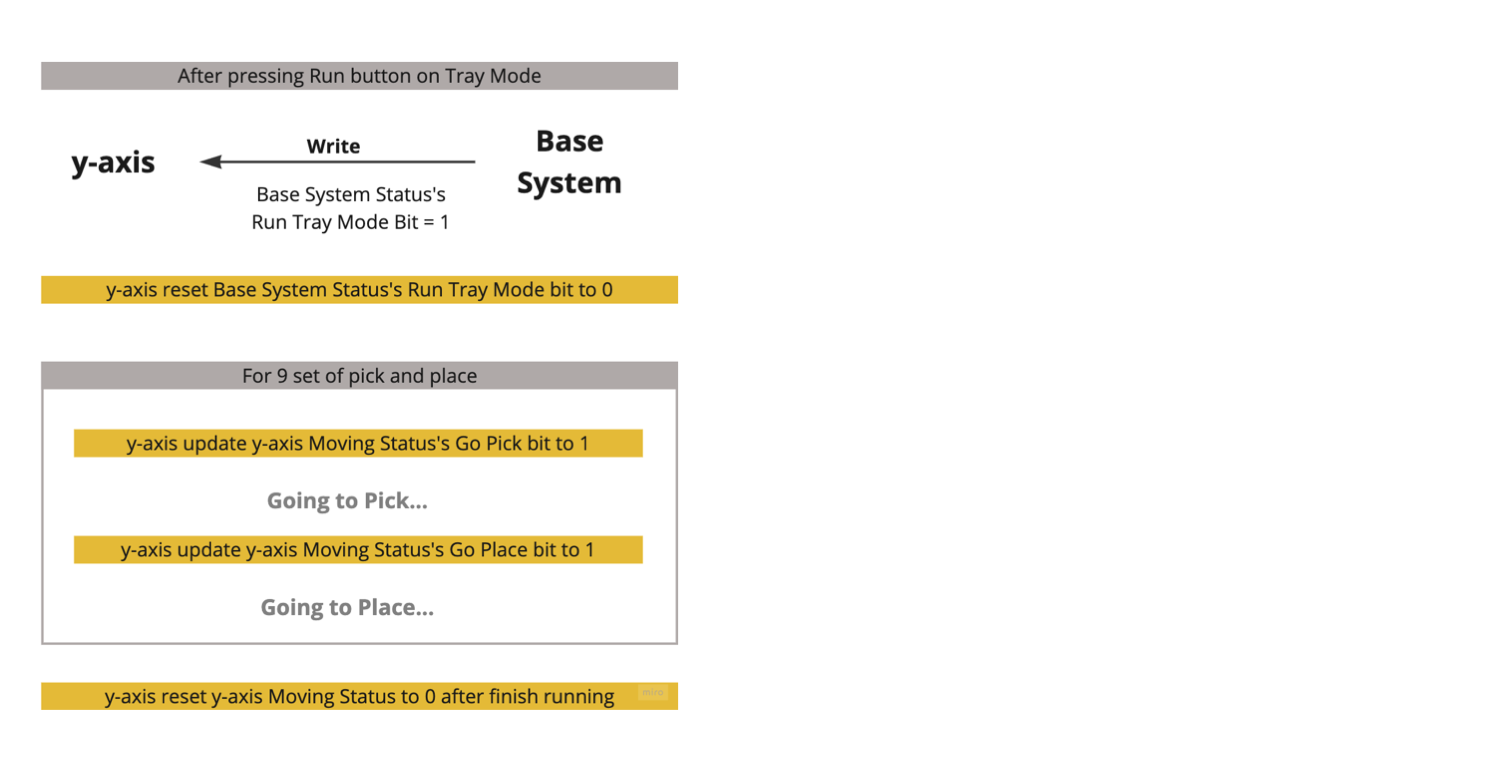 After pressing Run button on Tray Mode
y-axis
Write
Base
System
Base System Status's
Run Tray Mode Bit = 1
y-axis reset Base System Status's Run Tray Mode bit to 0
For 9 set of pick and place
y-axis update y-axis Moving Status's Go Pick bit to 1
Going to Pick...
y-axis update y-axis Moving Status's Go Place bit to 1
Going to Place...
y-axis reset y-axis Moving Status to 0 after finish running
miro